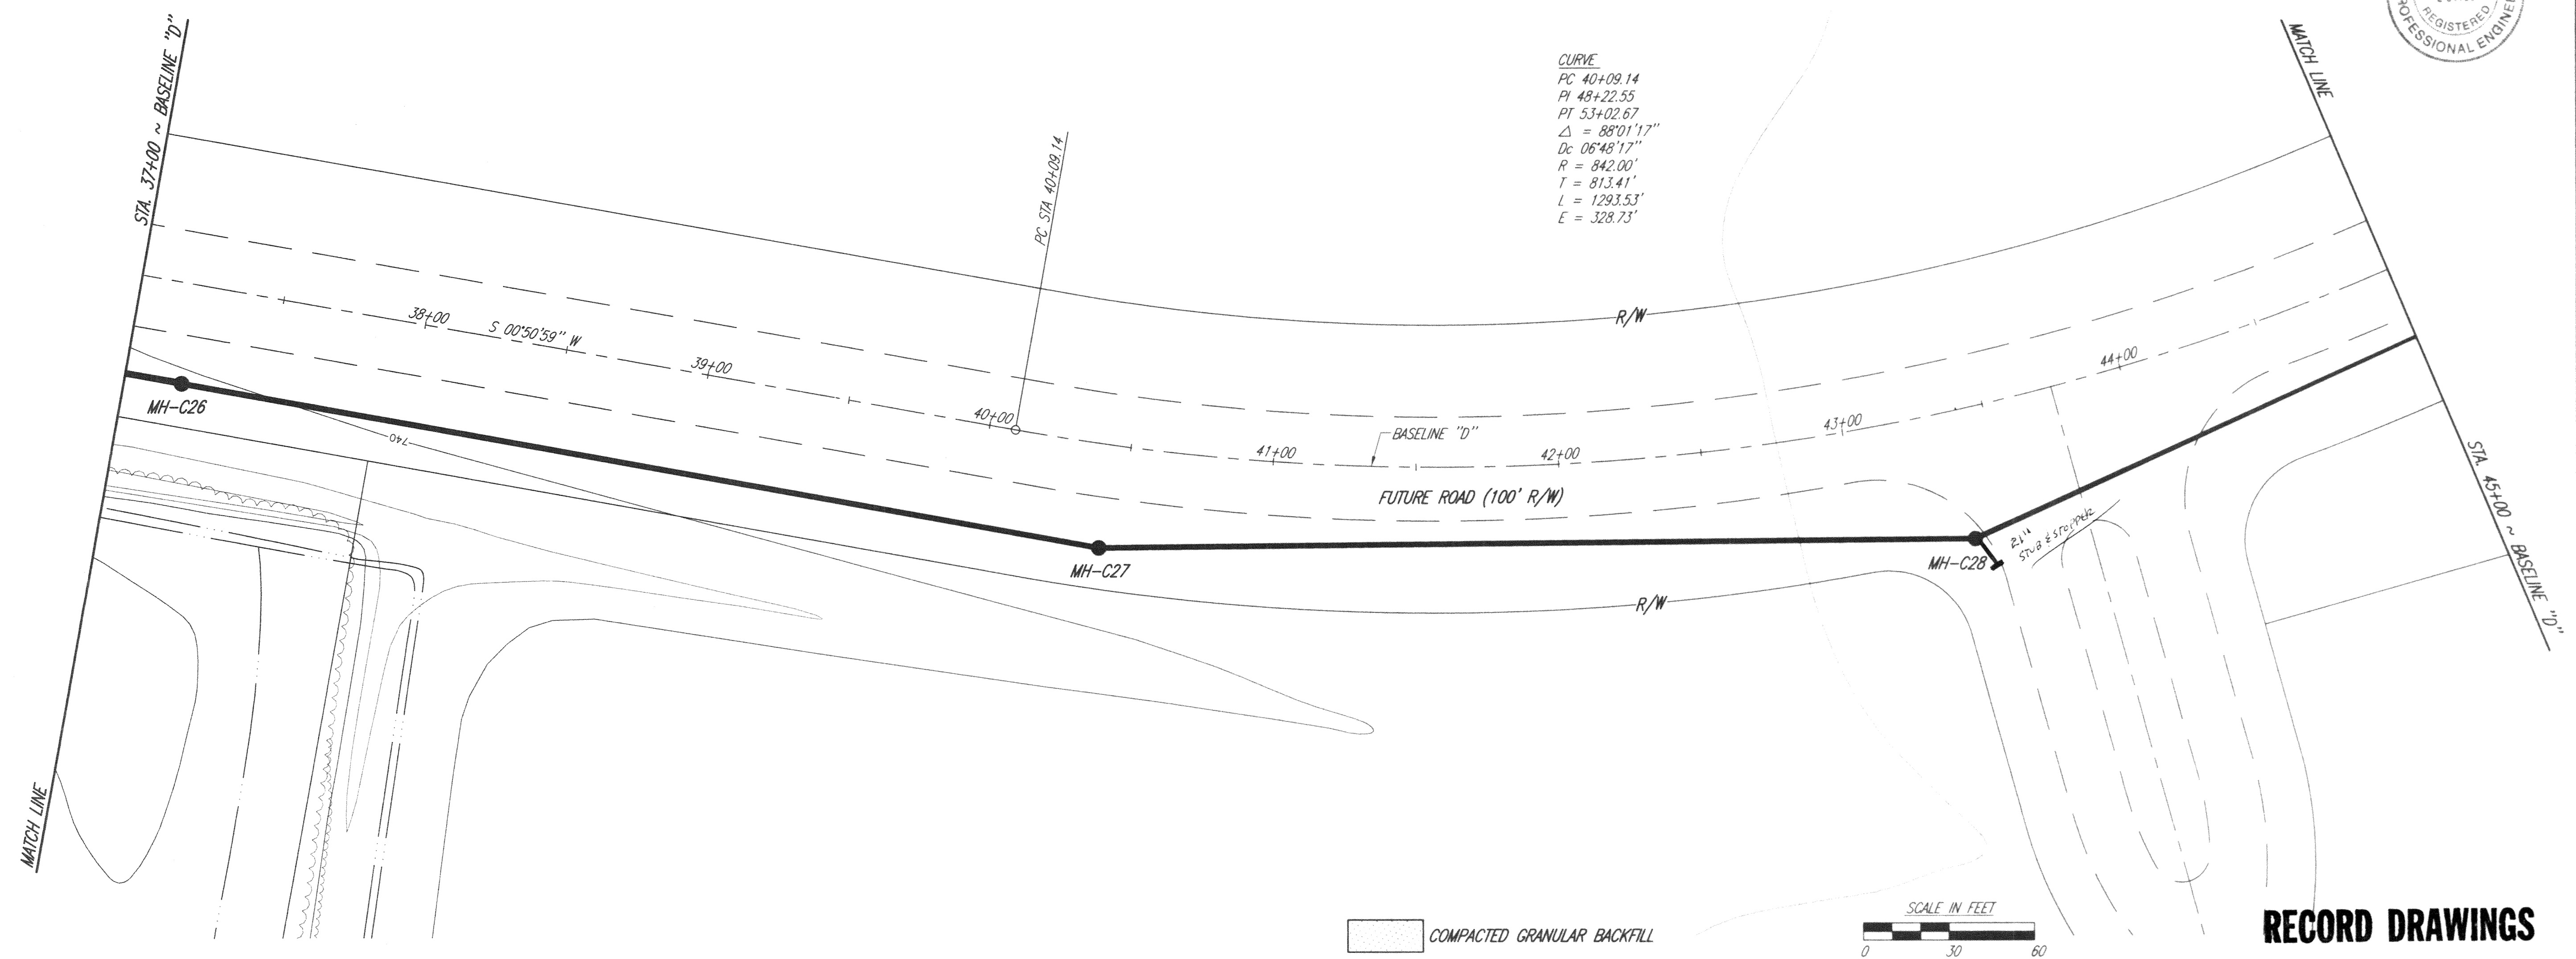 STA. 37+00 ~ BASELINE "D"
MATCH LINE
REGISTERED
PROFESSIONAL ENGINE
CURVE
PC 40+09.14
PI 48+22.55
PT 53+02.67
Δ = 88°01'17"
Dc 06°48'17"
R = 842.00'
T = 813.41'
L = 1293.53'
E = 328.73'
PC STA 40+09.14
R/W
38+00
S 00°50'59" W
39+00
40+00
41+00
42+00
43+00
44+00
BASELINE "D"
FUTURE ROAD (100' R/W)
MH-C26
740
MH-C27
MH-C28
21"
STUB & STOPPER
R/W
STA. 45+00 ~ BASELINE "D"
MATCH LINE
COMPACTED GRANULAR BACKFILL
SCALE IN FEET
0 30 60
RECORD DRAWINGS